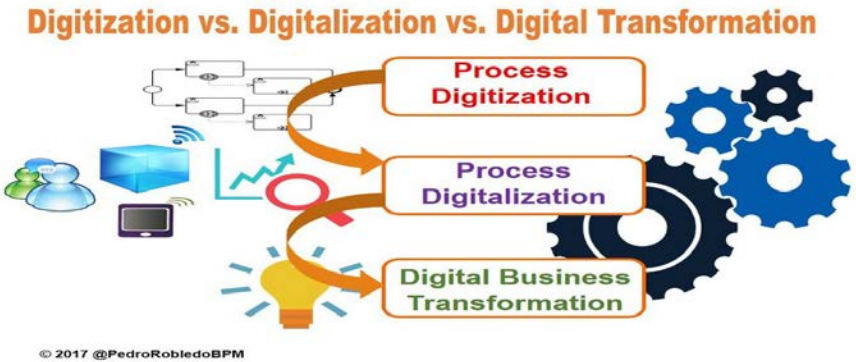 Digitization vs. Digitalization vs. Digital Transformation
Process
Digitization
Process
Digitalization
Digital Business
Transformation
© 2017 @PedroRobledoBPM